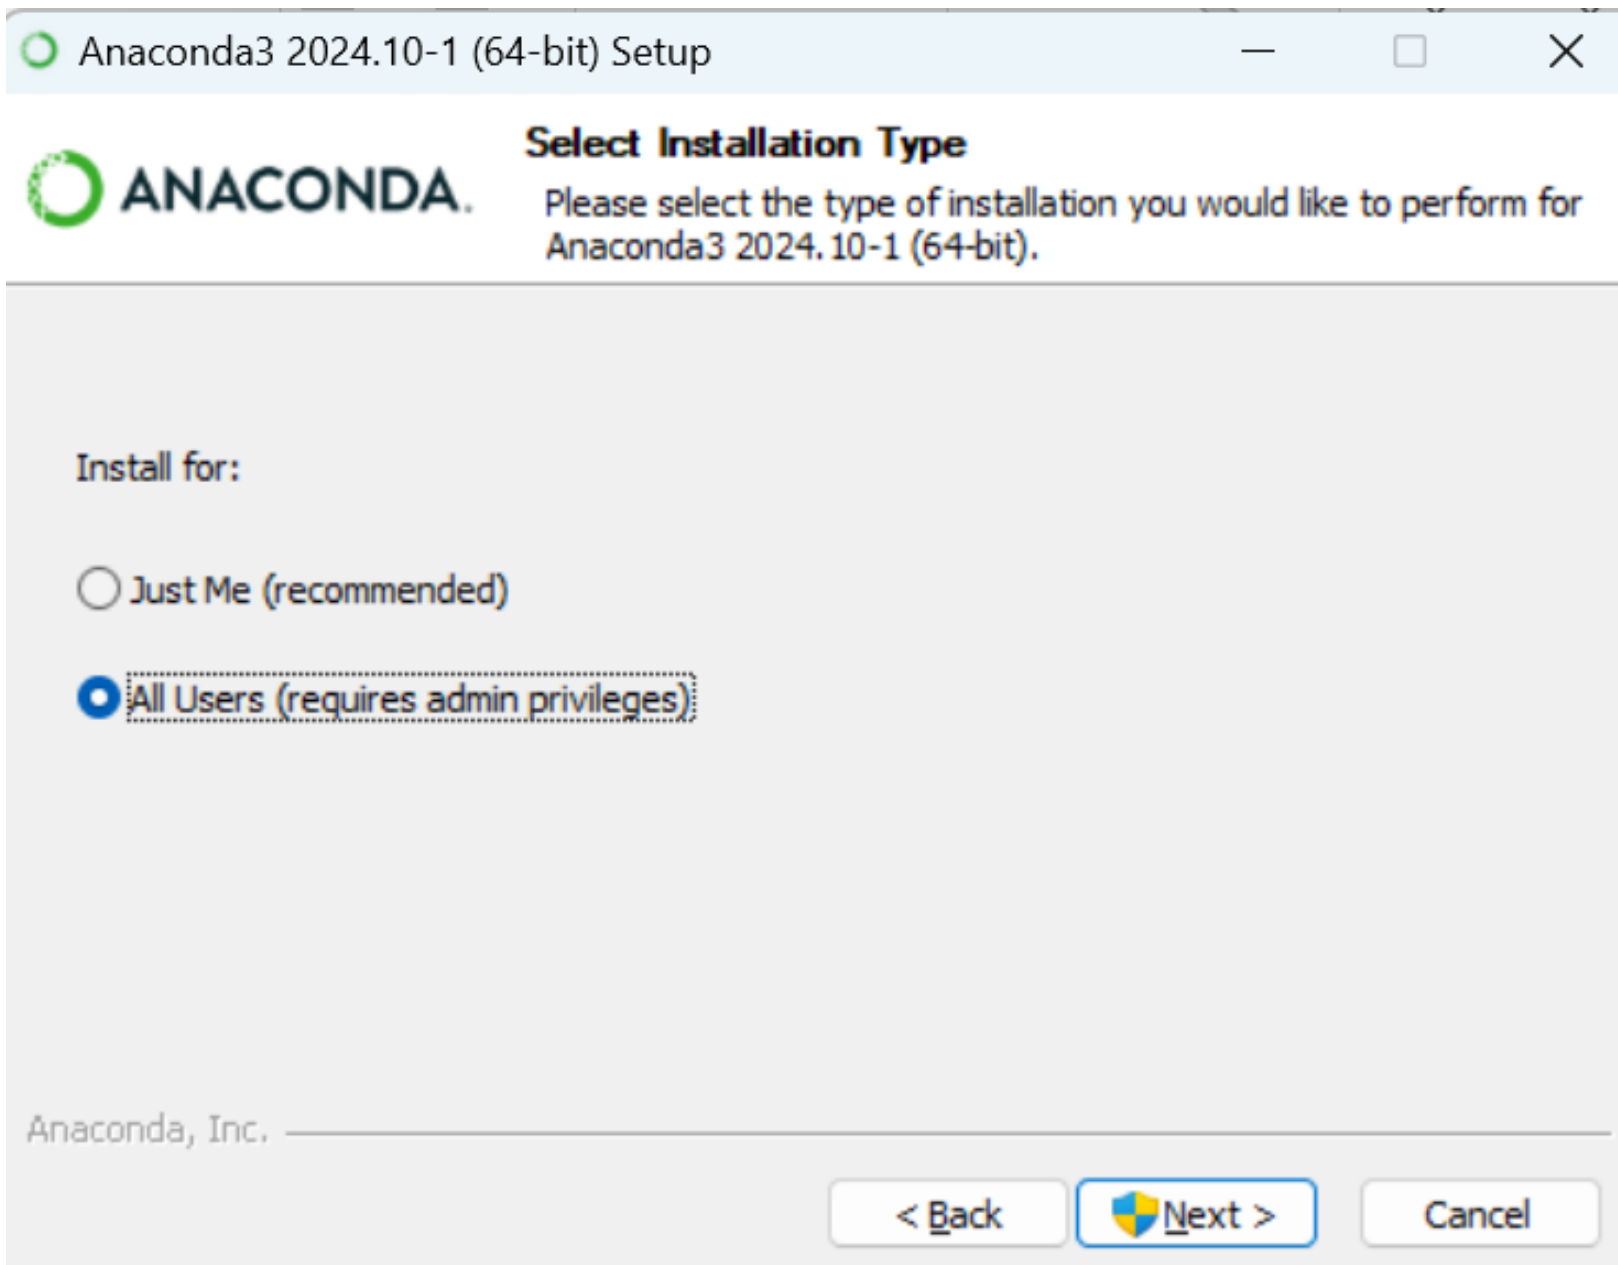 Anaconda3 2024.10-1 (64-bit) Setup
ANACONDA.
Select Installation Type
Please select the type of installation you would like to perform for
Anaconda3 2024.10-1 (64-bit).
Install for:
Just Me (recommended)
All Users (requires admin privileges)
Anaconda, Inc.
< Back
Next >
Cancel